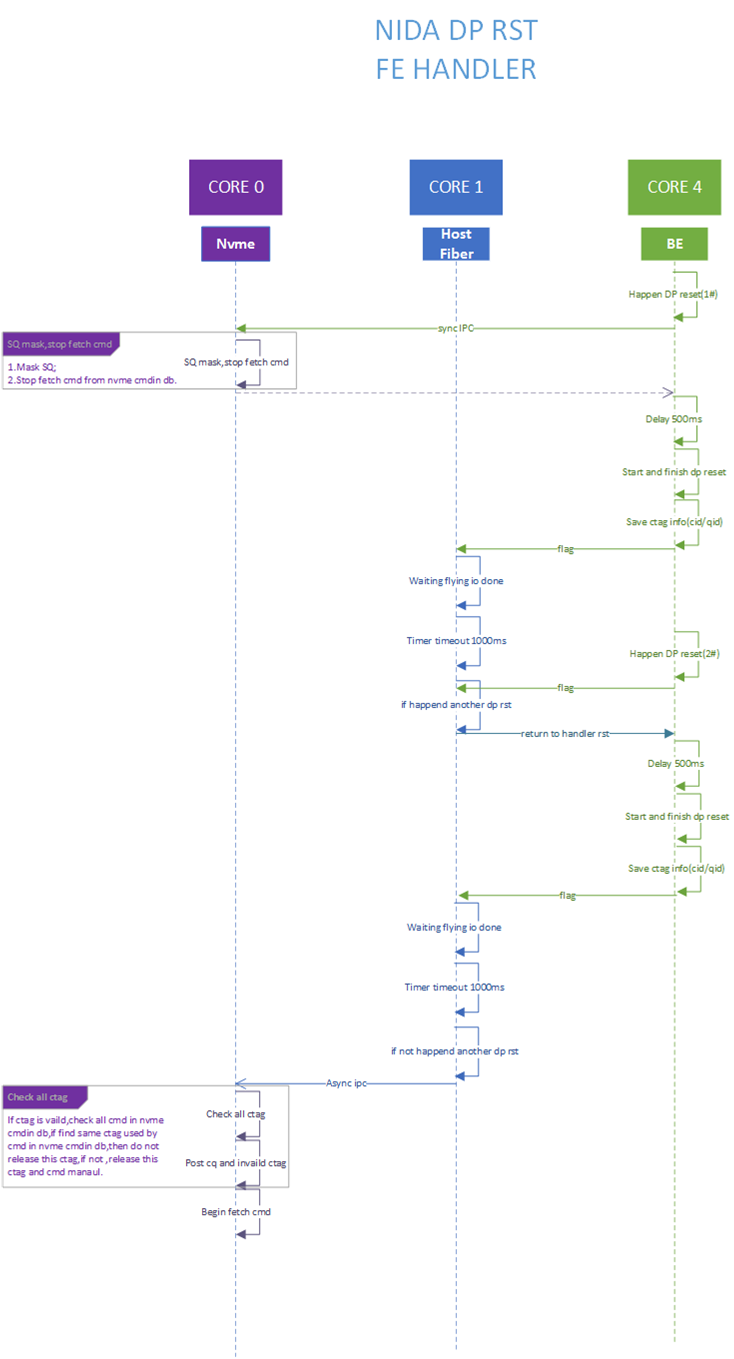 NIDA DP RST
FE HANDLER
CORE 0
CORE 1
CORE 4
Nvme
Host
Fiber
BE
Happen DP reset(1#)
sync IPC
SQ mask,stop fetch cmd
1.Mask SQ;
2.Stop fetch cmd from nvme cmdin db.
SQ mask,stop fetch cmd
Delay 500ms
Start and finish dp reset
Save ctag info(cid/qid)
flag
Waiting flying io done
Timer timeout 1000ms
Happen DP reset(2#)
flag
if happend another dp rst
return to handler rst
Delay 500ms
Start and finish dp reset
Save ctag info(cid/qid)
flag
Waiting flying io done
Timer timeout 1000ms
if not happend another dp rst
Async ipc
Check all ctag
If ctag is vaild,check all cmd in nvme
cmdin db,if find same ctag used by
cmd in nvme cmdin db,then do not
release this ctag,if not ,release this
ctag and cmd manaul.
Check all ctag
Post cq and invaild ctag
Begin fetch cmd